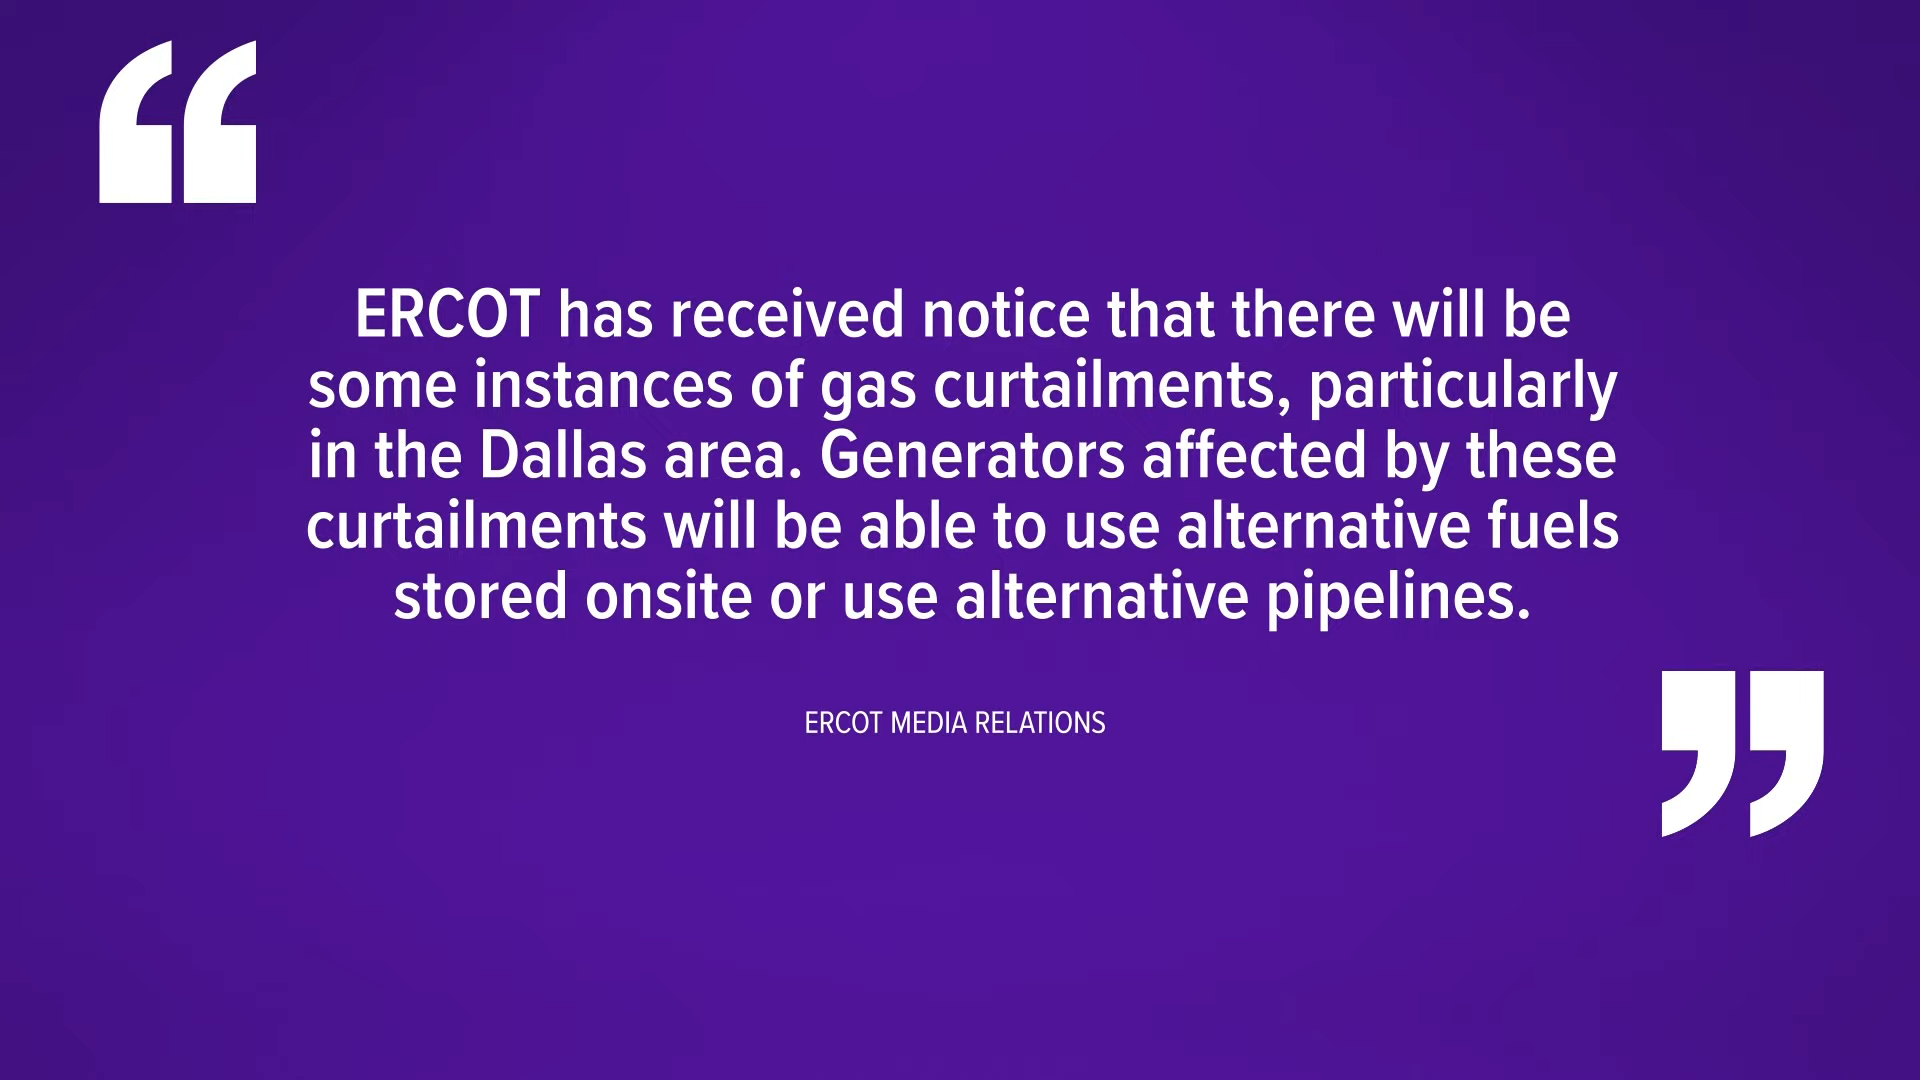 “
ERCOT has received notice that there will be
some instances of gas curtailments, particularly
in the Dallas area. Generators affected by these
curtailments will be able to use alternative fuels
stored onsite or use alternative pipelines.
”
ERCOT MEDIA RELATIONS